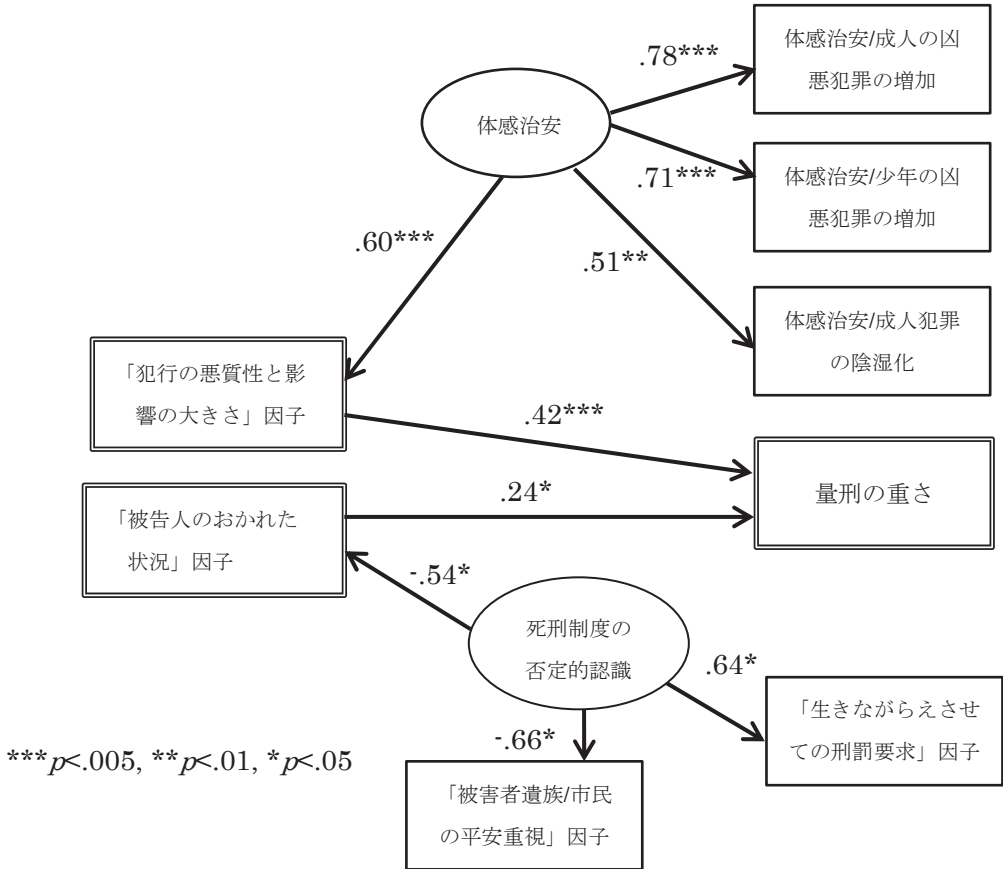 体感治安/成人の凶
悪犯罪の増加
.78***
体感治安
体感治安/少年の凶
悪犯罪の増加
.71***
.60***
.51**
体感治安/成人犯罪
の陰湿化
「犯行の悪質性と影
響の大きさ」因子
.42***
量刑の重さ
.24*
「被告人のおかれた
状況」因子
-.54*
死刑制度の
否定的認識
.64*
「生きながらえさせ
ての刑罰要求」因子
-.66*
***p<.005, **p<.01, *p<.05
「被害者遺族/市民
の平安重視」因子